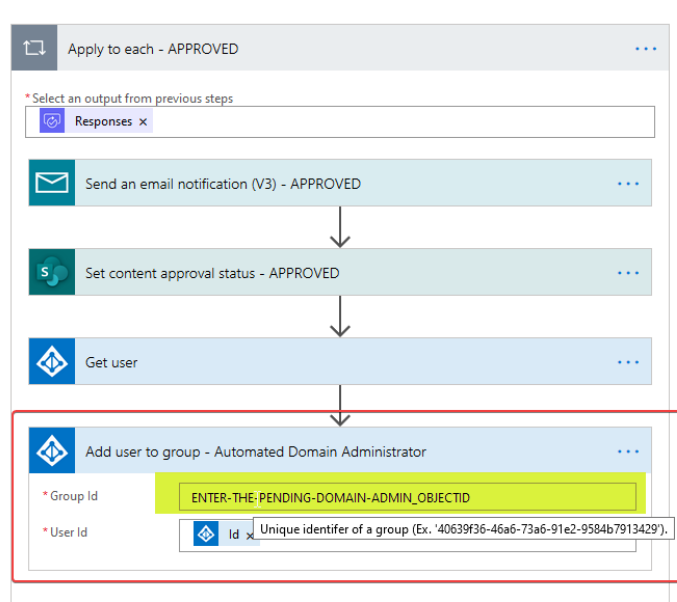 Apply to each - APPROVED
* Select an output from previous steps
Responses ×
Send an email notification (V3) - APPROVED
S
Set content approval status - APPROVED
Get user
Add user to group - Automated Domain Administrator
* Group Id
ENTER-THE-PENDING-DOMAIN-ADMIN_OBJECTID
* User Id
Id ×
Unique identifer of a group (Ex. '40639f36-46a6-73a6-91e2-9584b7913429').